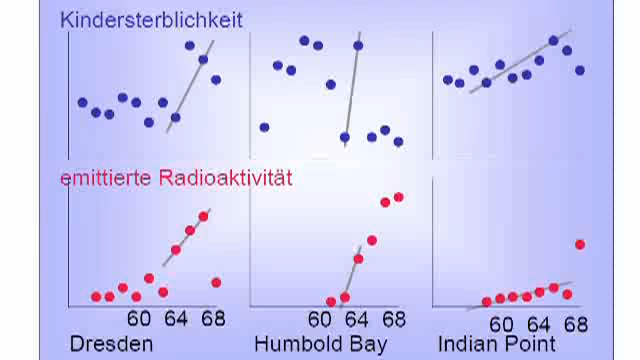 Kindersterblichkeit
emittierte Radioaktivität
60 64 68 60 64 68 60 64 68
Dresden Humbold Bay Indian Point